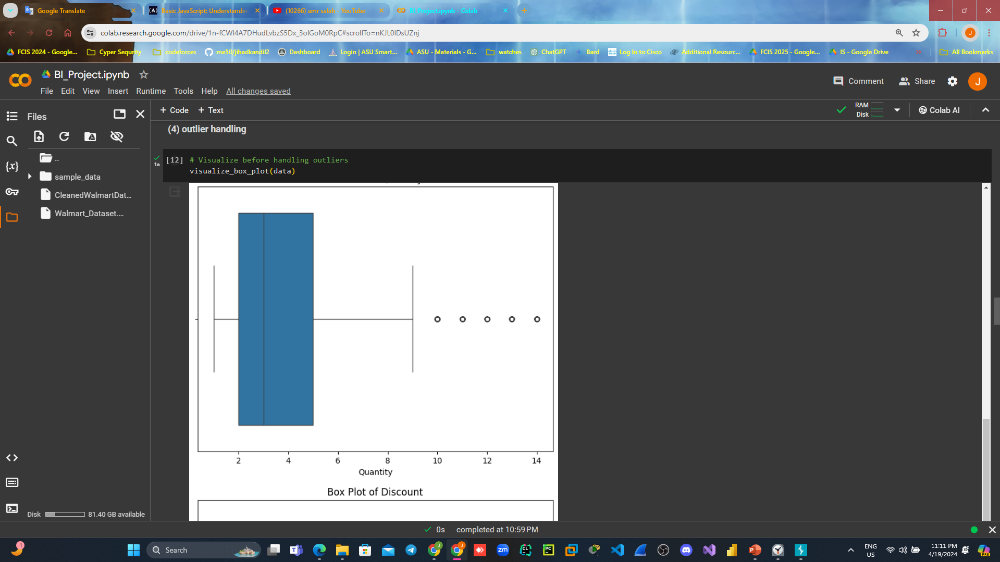 Google Translate
Basic JavaScript: Understandin
(10266) amr salah - YouTube
BI_Project.ipynb - Colab
colab.research.google.com/drive/1n-fCWl4A7DHudLvbzS5Dx_3oIGoM0RpC#scrollTo=nKJL0IDsUZnj
FCIS 2024 - Google...
Cyper Sequrity
codeforces
me50/jihadkandil2
Dashboard
Login | ASU Smart...
ASU - Materials - G...
watches
ChatGPT
Bard
Log In to Cisco
Additional Resourc...
FCIS 2025 - Google...
IS - Google Drive
»
All Bookmarks
BI_Project.ipynb
Comment
Share
J
File Edit View Insert Runtime Tools Help All changes saved
Files
+ Code + Text
RAM
Disk
Colab AI
(4) outlier handling
..
sample_data
CleanedWalmartDat...
Walmart_Dataset....
{x}
1s
[12] # Visualize before handling outliers
visualize_box_plot(data)
2 4 6 8 10 12 14
Quantity
Box Plot of Discount
Disk 81.40 GB available
0s completed at 10:59 PM
1
Search
ENG
US
11:11 PM
4/19/2024